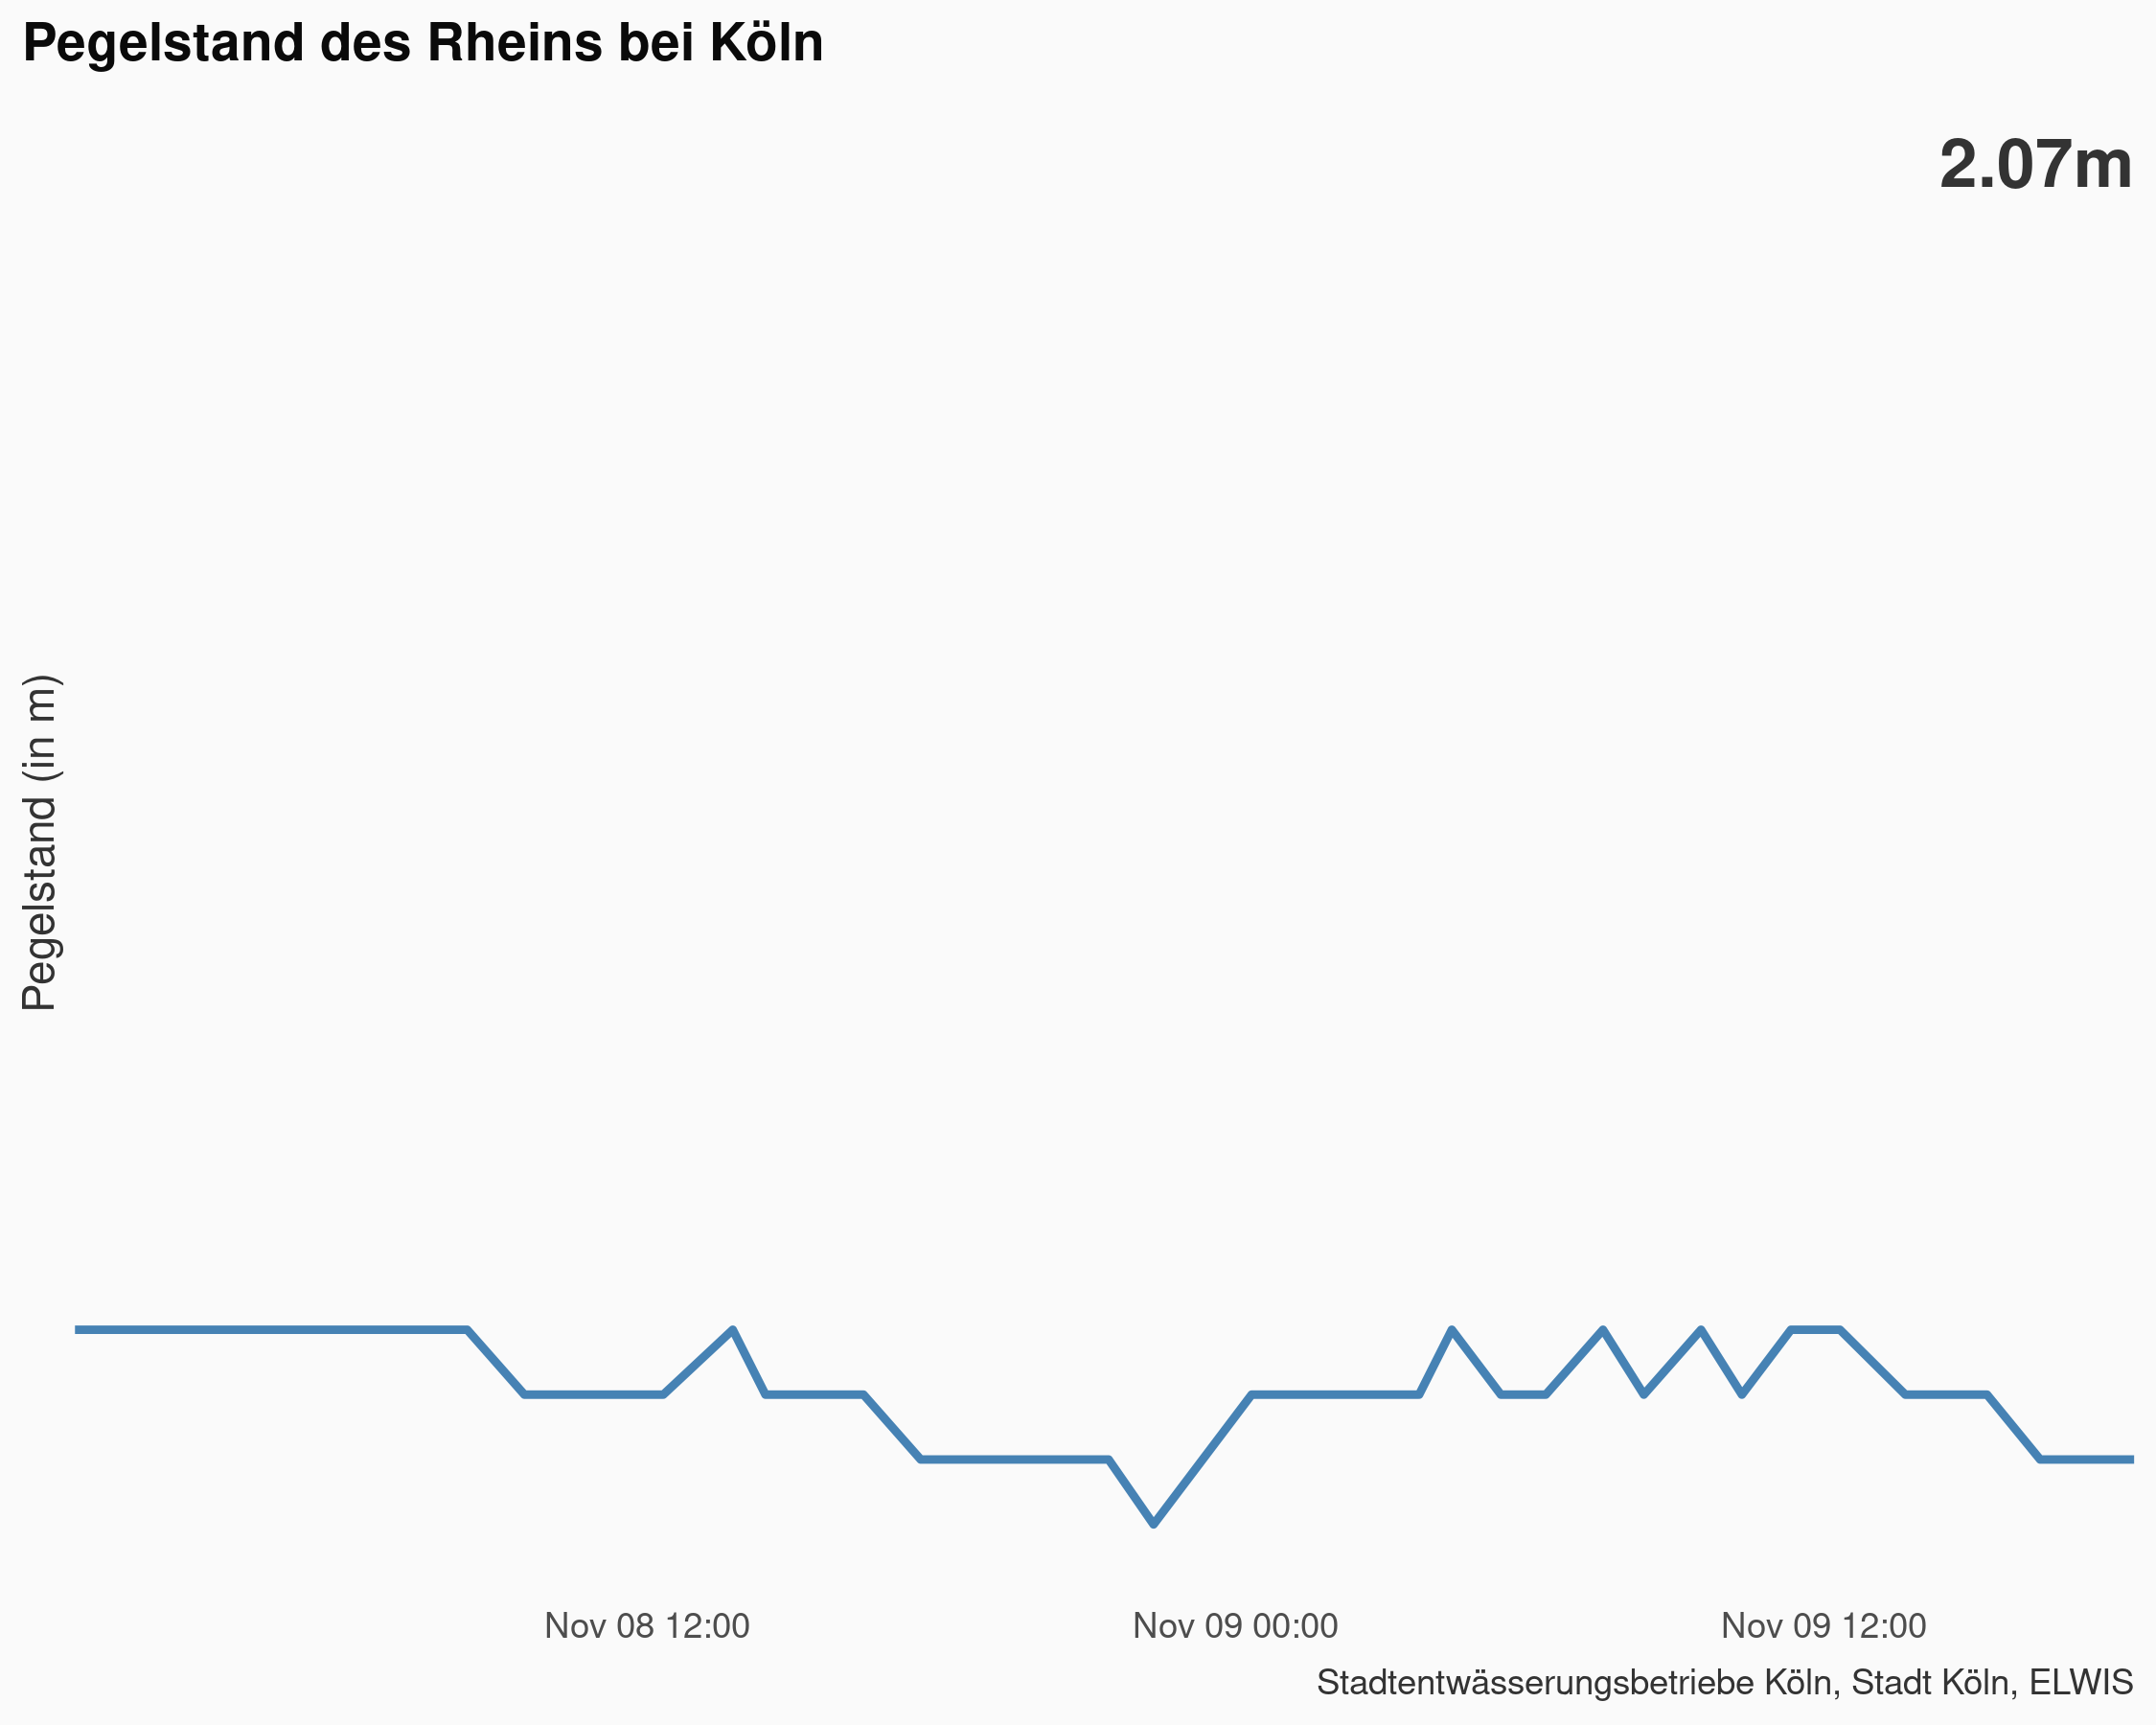 Pegelstand des Rheins bei Köln
2.07m
Pegelstand (in m)
Nov 08 12:00
Nov 09 00:00
Nov 09 12:00
Stadtentwässerungsbetriebe Köln, Stadt Köln, ELWIS